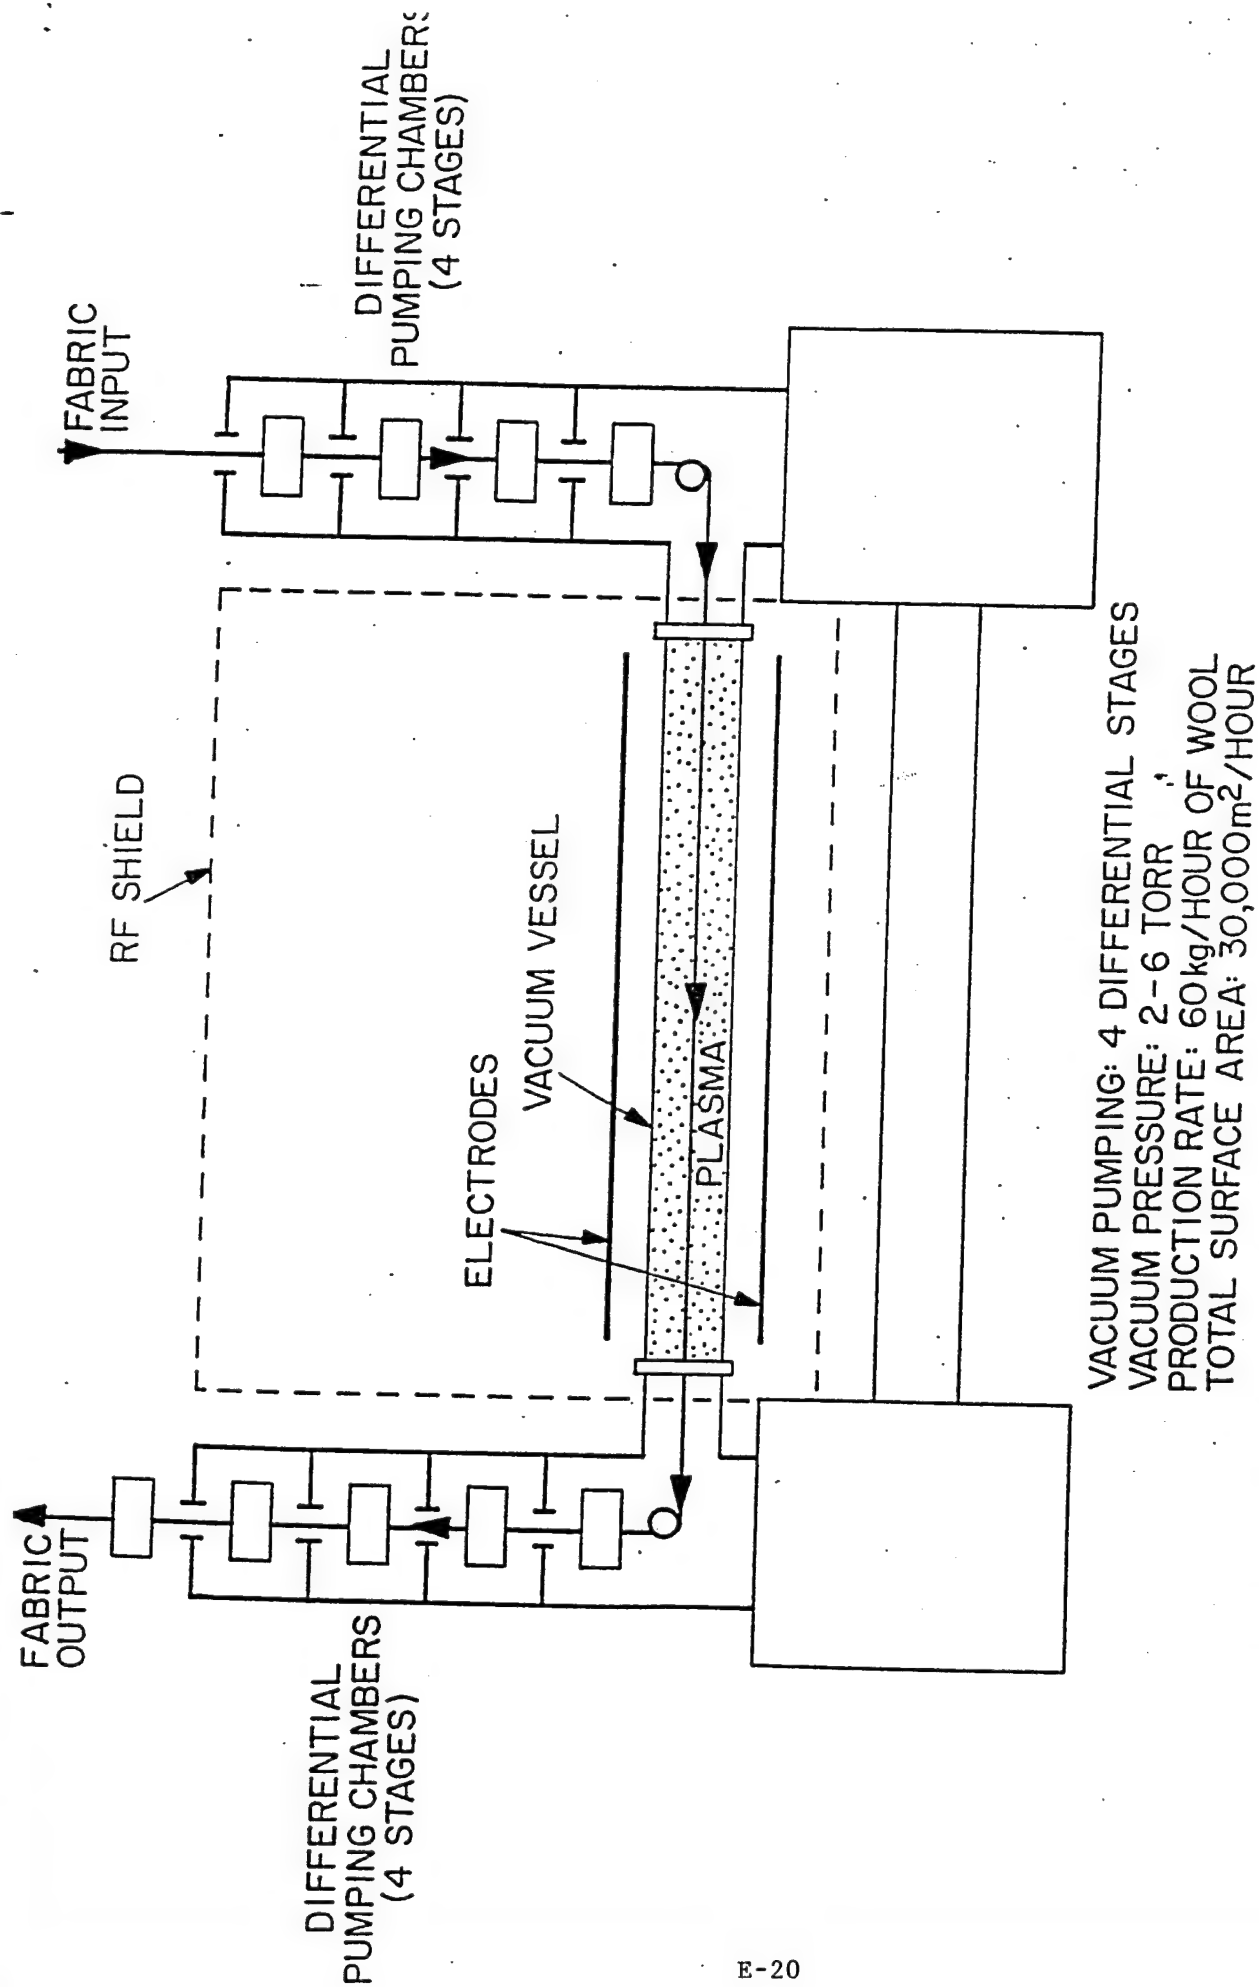 FABRIC
OUTPUT
FABRIC
INPUT
RF SHIELD
DIFFERENTIAL
PUMPING CHAMBERS
(4 STAGES)
DIFFERENTIAL
PUMPING CHAMBERS
(4 STAGES)
ELECTRODES
VACUUM VESSEL
PLASMA
VACUUM PUMPING: 4 DIFFERENTIAL STAGES
VACUUM PRESSURE: 2-6 TORR
PRODUCTION RATE: 60 kg/HOUR OF WOOL
TOTAL SURFACE AREA: 30,000m²/HOUR
E-20